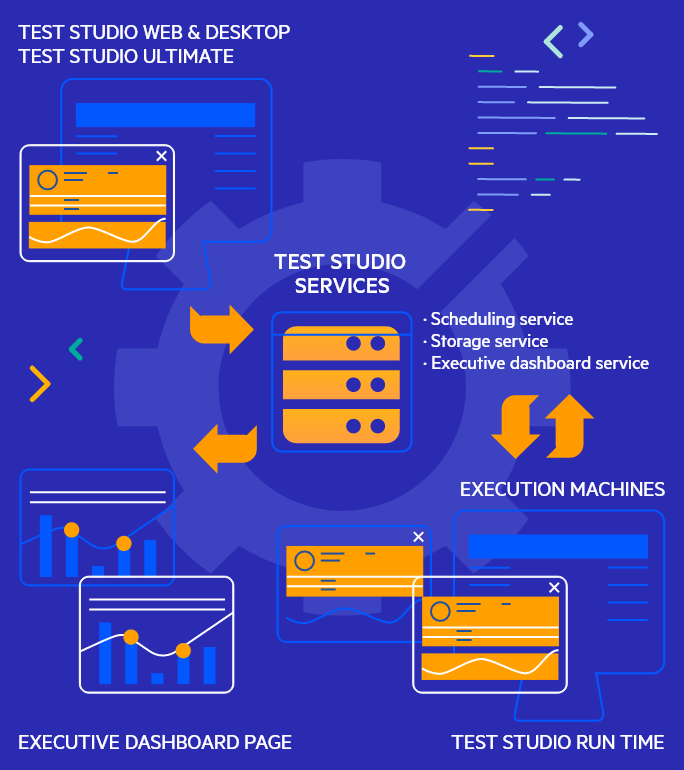 TEST STUDIO WEB & DESKTOP
TEST STUDIO ULTIMATE
TEST STUDIO
SERVICES
· Scheduling service
· Storage service
· Executive dashboard service
EXECUTION MACHINES
EXECUTIVE DASHBOARD PAGE
TEST STUDIO RUN TIME